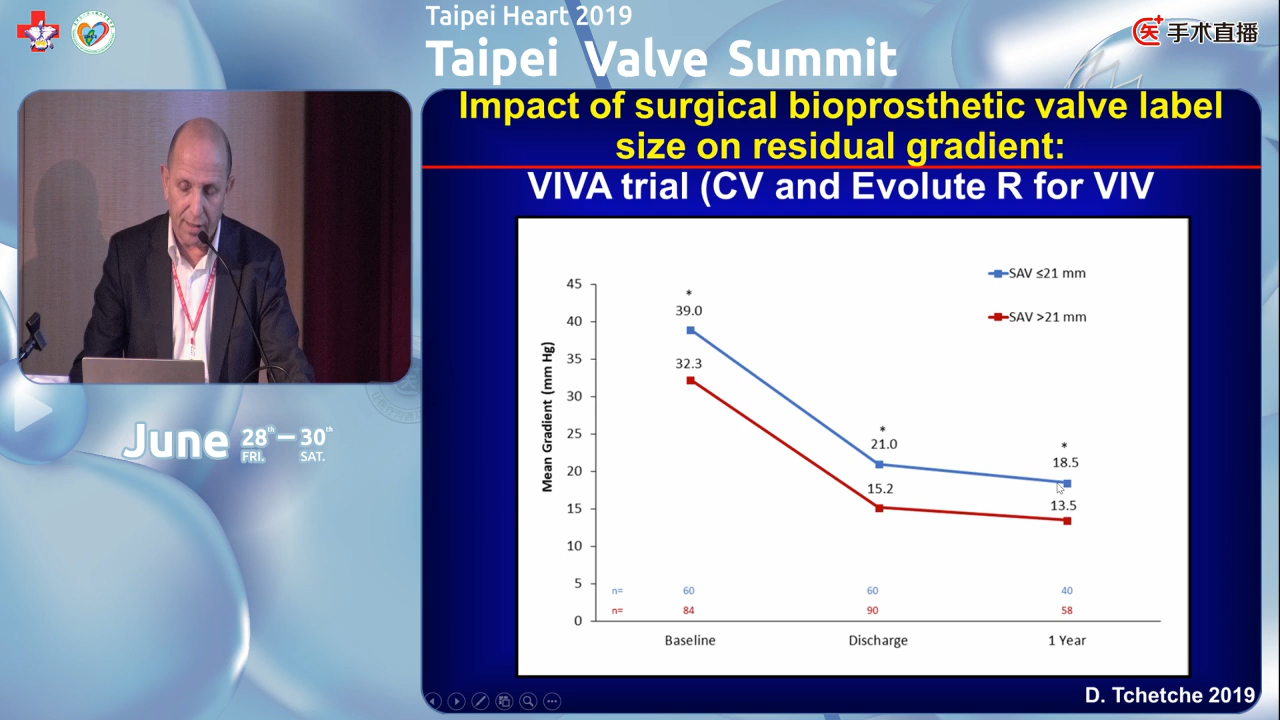 Taipei Heart 2019
Taipei Valve Summit
手术直播
Impact of surgical bioprosthetic valve label
size on residual gradient:
VIVA trial (CV and Evolute R for VIV
June 28th — 30th
FRI. SAT.
Mean Gradient (mm Hg)
45
40
35
30
25
20
15
10
5
0
SAV ≤21 mm
SAV >21 mm
*
39.0
32.3
*
21.0
15.2
*
18.5
13.5
n= 60 60 40
n= 84 90 58
Baseline Discharge 1 Year
D. Tchetche 2019